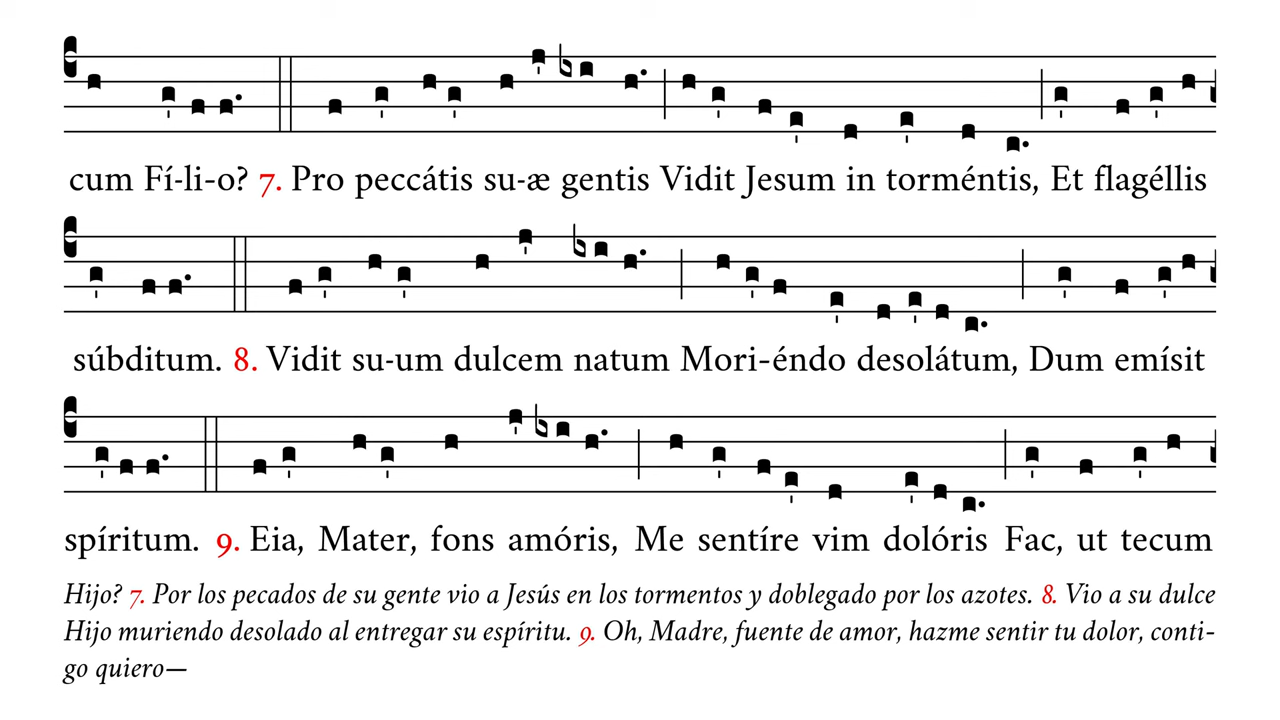 cum Fí-li-o? 7. Pro peccátis su-æ gentis Vidit Jesum in torméntis, Et flagéllis
súbditum. 8. Vidit su-um dulcem natum Mori-éndo desolátum, Dum emísit
spíritum. 9. Eia, Mater, fons amóris, Me sentíre vim dolóris Fac, ut tecum
Hijo? 7. Por los pecados de su gente vio a Jesús en los tormentos y doblegado por los azotes. 8. Vio a su dulce
Hijo muriendo desolado al entregar su espíritu. 9. Oh, Madre, fuente de amor, hazme sentir tu dolor, conti-
go quiero—